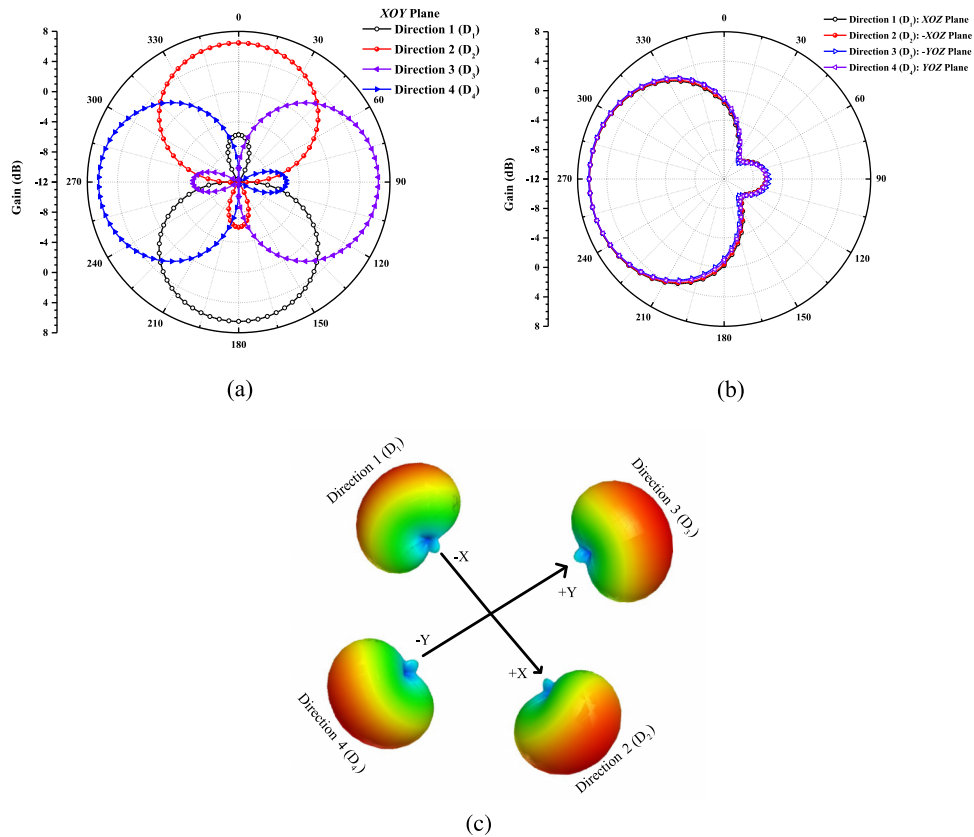 XOY Plane
Direction 1 (D₁)
Direction 2 (D₂)
Direction 3 (D₃)
Direction 4 (D₄)
Gain (dB)
8
4
0
-4
-8
-12
-8
-4
0
4
8
0
30
60
90
120
150
180
210
240
270
300
330
(a)
Direction 1 (D₁): XOZ Plane
Direction 2 (D₂): -XOZ Plane
Direction 3 (D₃): -YOZ Plane
Direction 4 (D₄): YOZ Plane
Gain (dB)
8
4
0
-4
-8
-12
-8
-4
0
4
8
0
30
60
90
120
150
180
210
240
270
300
330
(b)
Direction 1 (D₁)
Direction 3 (D₃)
-X
+Y
-Y
+X
Direction 4 (D₄)
Direction 2 (D₂)
(c)